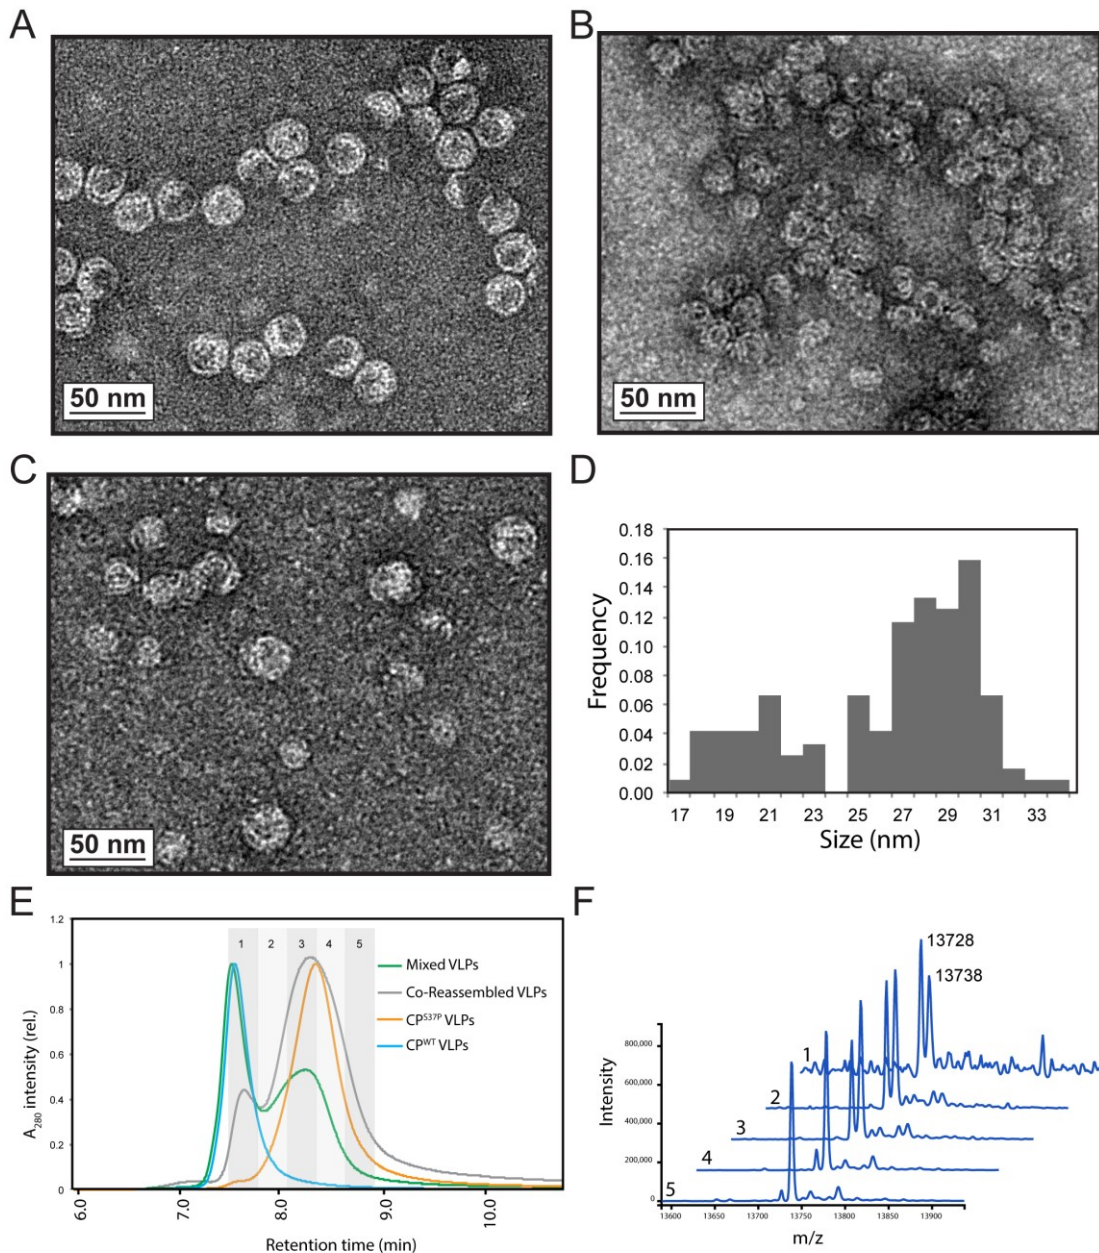 A
B
50 nm
50 nm
C
D
50 nm
0.18
0.16
0.14
0.12
0.10
0.08
0.06
0.04
0.02
0.00
Frequency
17 19 21 23 25 27 29 31 33
Size (nm)
E
1.2
1
0.8
0.6
0.4
0.2
0
A280 intensity (rel.)
1 2 3 4 5
Mixed VLPs
Co-Reassembled VLPs
CPS37P VLPs
CPWT VLPs
6.0 7.0 8.0 9.0 10.0
Retention time (min)
F
13728
13738
1
2
3
4
5
Intensity
800,000
600,000
400,000
200,000
0
13600 13650 13700 13750 13800 13850 13900
m/z